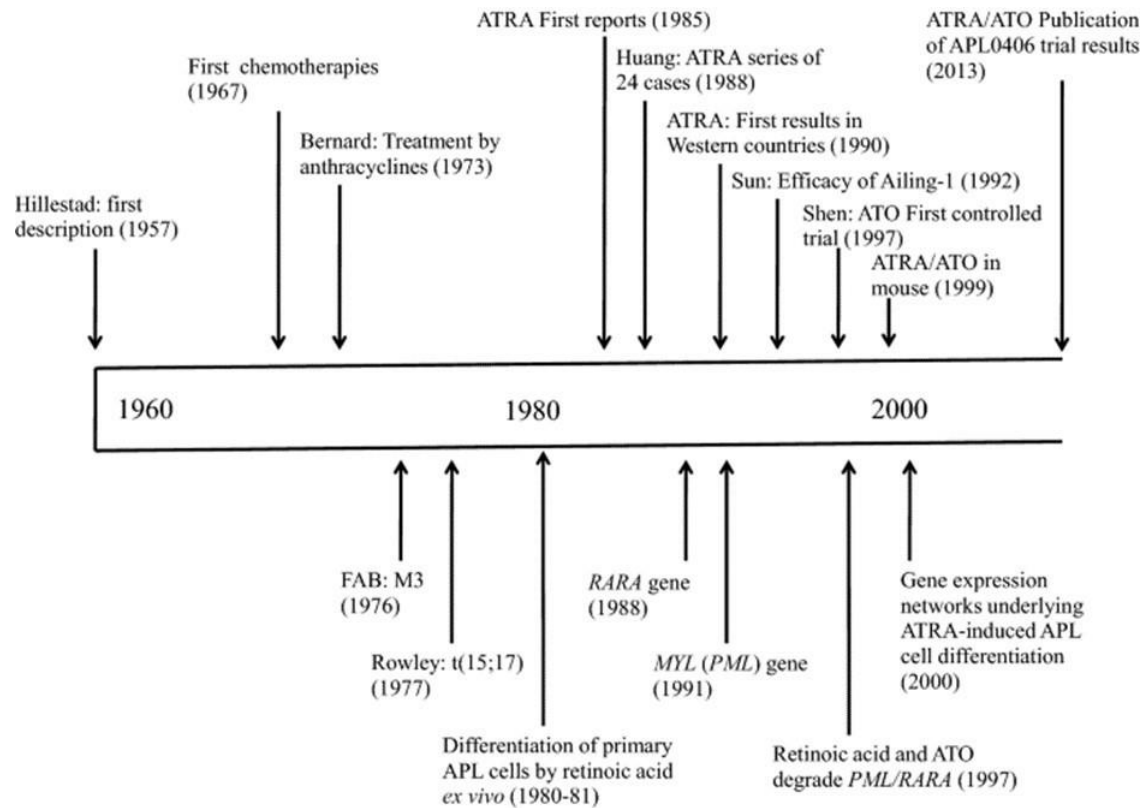 ATRA First reports (1985)
ATRA/ATO Publication
of APL0406 trial results
(2013)
Huang: ATRA series of
24 cases (1988)
First chemotherapies
(1967)
ATRA: First results in
Western countries (1990)
Bernard: Treatment by
anthracyclines (1973)
Sun: Efficacy of Ailing-1 (1992)
Hillestad: first
description (1957)
Shen: ATO First controlled
trial (1997)
ATRA/ATO in
mouse (1999)
1960
1980
2000
FAB: M3
(1976)
RARA gene
(1988)
Gene expression
networks underlying
ATRA-induced APL
cell differentiation
(2000)
Rowley: t(15;17)
(1977)
MYL (PML) gene
(1991)
Differentiation of primary
APL cells by retinoic acid
ex vivo (1980-81)
Retinoic acid and ATO
degrade PML/RARA (1997)